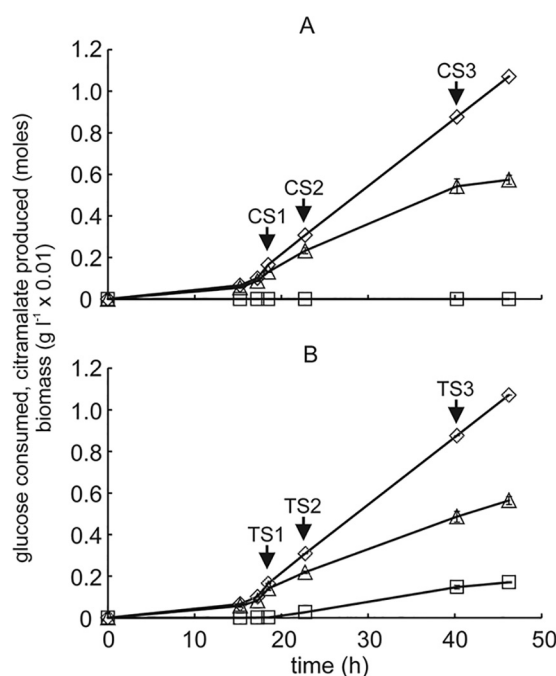 A
1.2
1.0
0.8
0.6
0.4
0.2
0
CS1
CS2
CS3
B
1.0
0.8
0.6
0.4
0.2
0
TS1
TS2
TS3
0 10 20 30 40 50
time (h)
glucose consumed, citramalate produced (moles)
biomass (g l⁻¹ x 0.01)